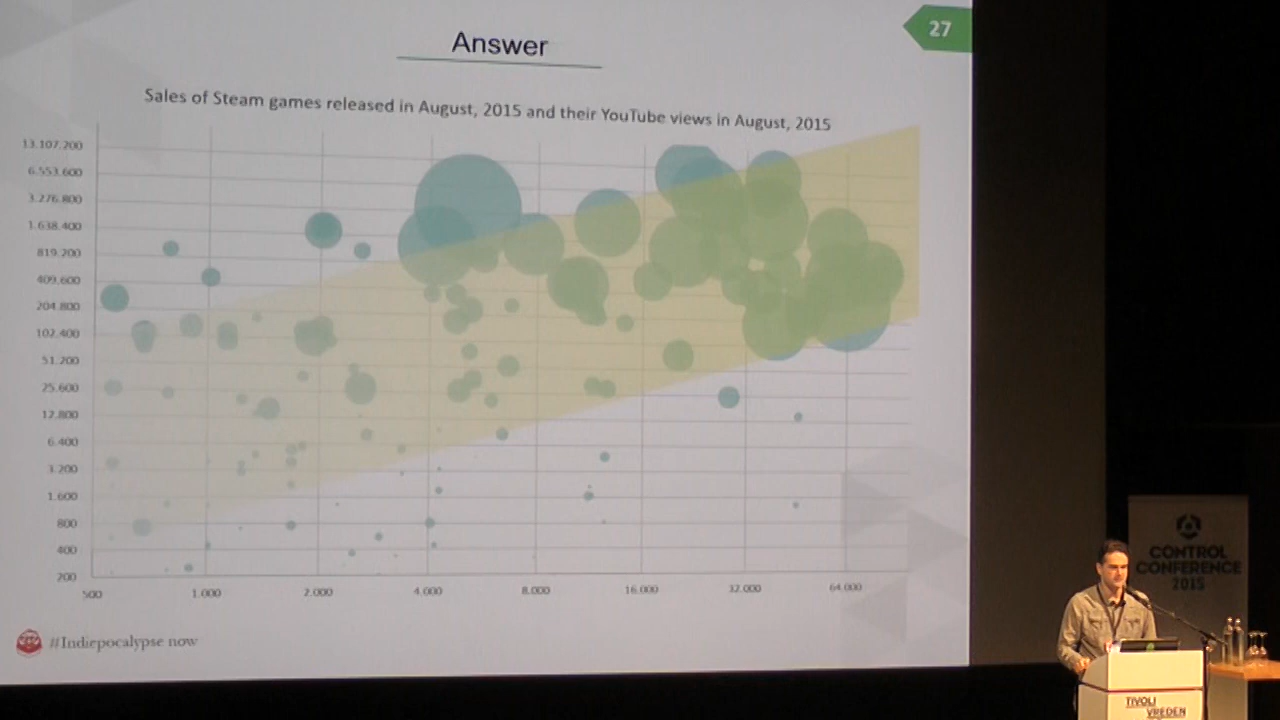 27
Answer
Sales of Steam games released in August, 2015 and their YouTube views in August, 2015
13.107.200
6.553.600
3.276.800
1.638.400
819.200
409.600
204.800
102.400
51.200
25.600
12.800
6.400
3.200
1.600
800
400
200
500 1.000 2.000 4.000 8.000 16.000 32.000 64.000
#Indiepocalypse now
CONTROL
CONFERENCE
2015
TIVOLI
VREDEN